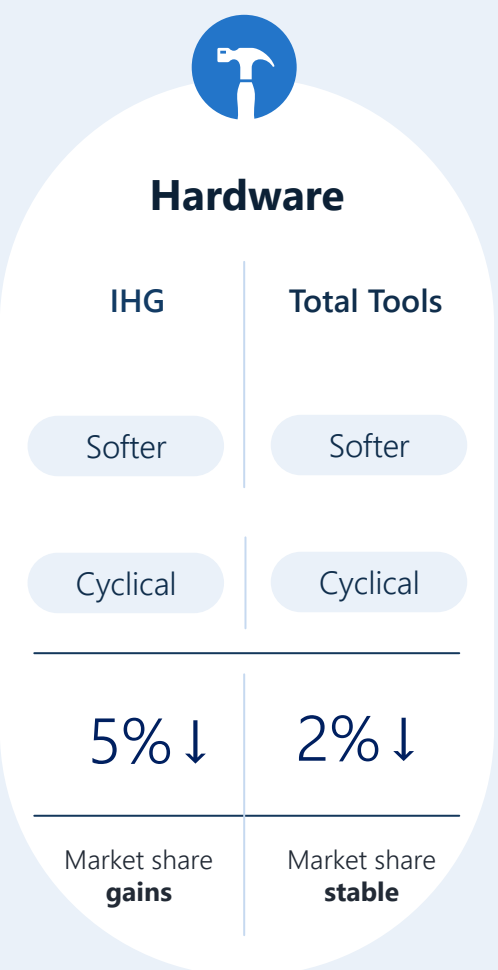 Hardware
IHG
Total Tools
Softer
Softer
Cyclical
Cyclical
5%↓
2%↓
Market share
gains
Market share
stable